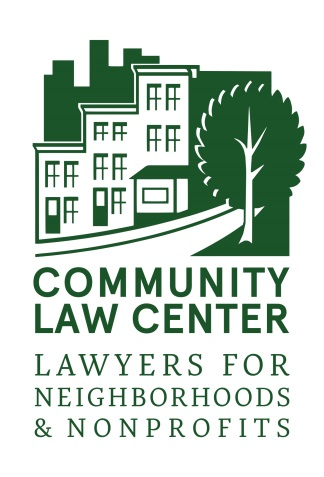 COMMUNITY
LAW CENTER
LAWYERS FOR
NEIGHBORHOODS
& NONPROFITS